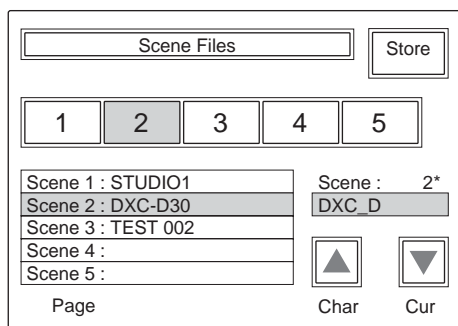 Scene Files
Store
1 2 3 4 5
Scene 1 : STUDIO1
Scene 2 : DXC-D30
Scene 3 : TEST 002
Scene 4 :
Scene 5 :
Scene : 2*
DXC_D
Page
Char Cur